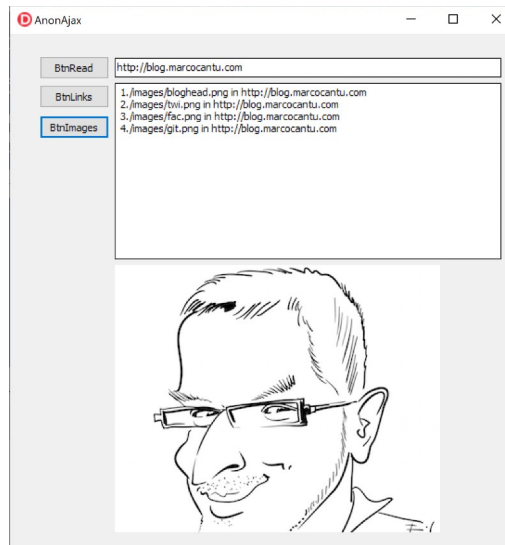 AnonAjax
BtnRead
http://blog.marcocantu.com
BtnLinks
BtnImages
1./images/bloghead.png in http://blog.marcocantu.com
2./images/twi.png in http://blog.marcocantu.com
3./images/fac.png in http://blog.marcocantu.com
4./images/git.png in http://blog.marcocantu.com